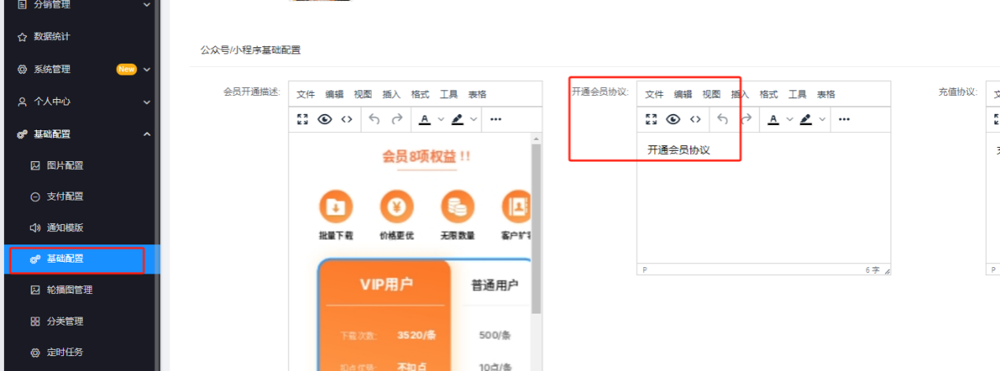 分销管理
数据统计
系统管理
New
个人中心
基础配置
图片配置
支付配置
通知模版
基础配置
轮播图管理
分类管理
定时任务
公众号/小程序基础配置
会员开通描述:
文件 编辑 视图 插入 格式 工具 表格
A
会员8项权益 !!
批量下载 价格更优 无限数量 客户扩
VIP用户 普通用户
下载次数: 3520/条 500/条
不扣点 10点/条
开通会员协议:
文件 编辑 视图 插入 格式 工具 表格
A
开通会员协议
P 6 字
充值协议:
P